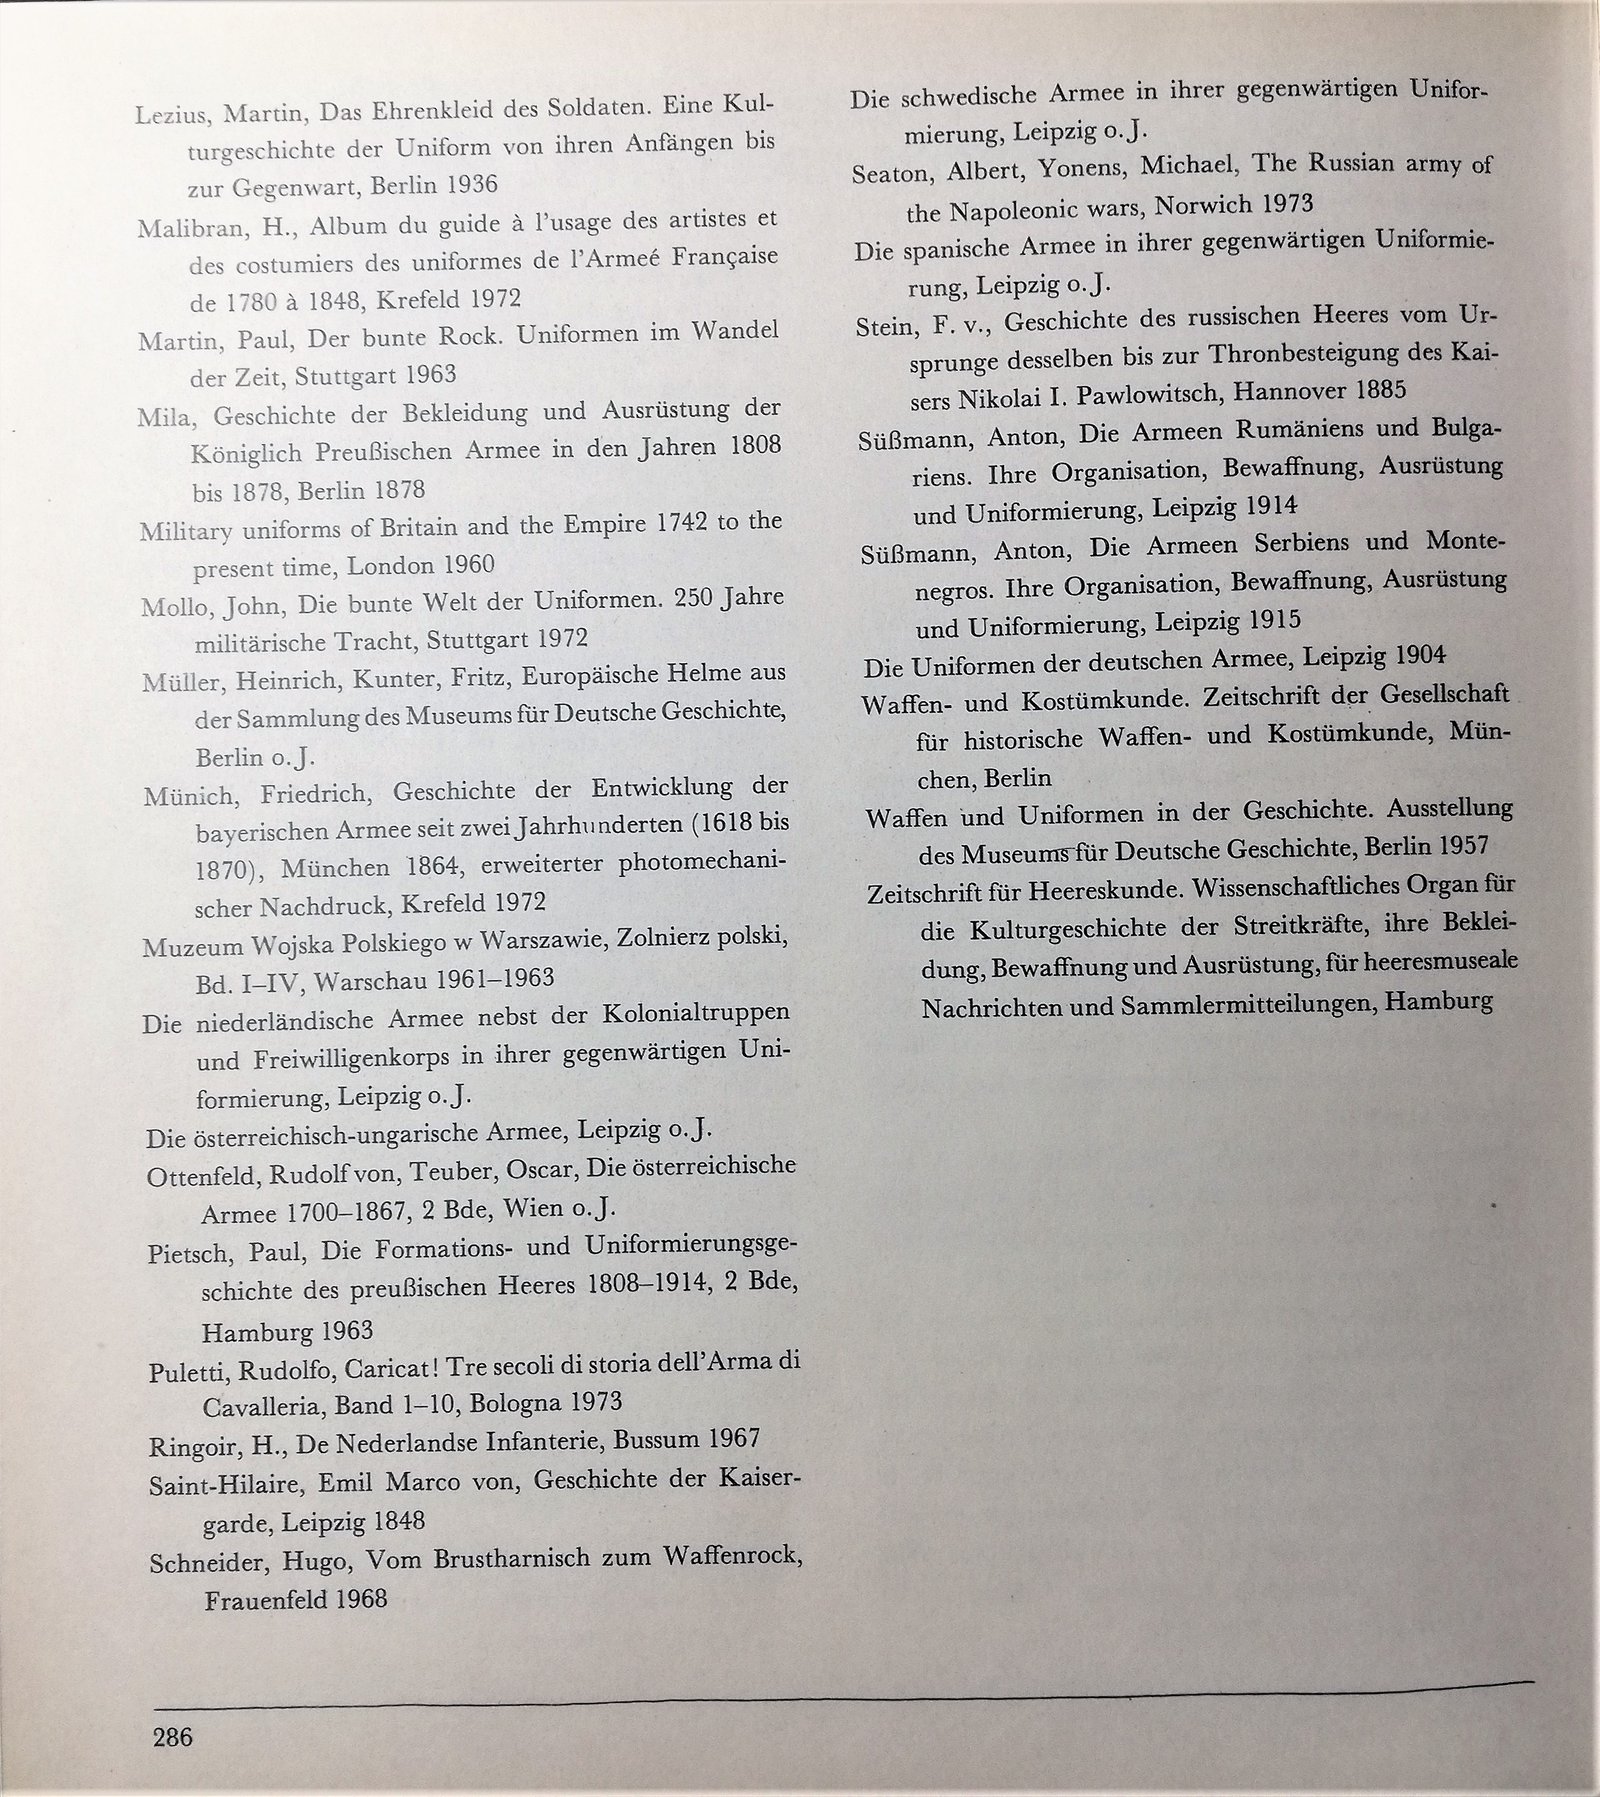 Lezius, Martin, Das Ehrenkleid des Soldaten. Eine Kul-
turgeschichte der Uniform von ihren Anfängen bis
zur Gegenwart, Berlin 1936
Malibran, H., Album du guide à l'usage des artistes et
des costumiers des uniformes de l'Armeé Française
de 1780 à 1848, Krefeld 1972
Martin, Paul, Der bunte Rock. Uniformen im Wandel
der Zeit, Stuttgart 1963
Mila, Geschichte der Bekleidung und Ausrüstung der
Königlich Preußischen Armee in den Jahren 1808
bis 1878, Berlin 1878
Military uniforms of Britain and the Empire 1742 to the
present time, London 1960
Mollo, John, Die bunte Welt der Uniformen. 250 Jahre
militärische Tracht, Stuttgart 1972
Müller, Heinrich, Kunter, Fritz, Europäische Helme aus
der Sammlung des Museums für Deutsche Geschichte,
Berlin o. J.
Münich, Friedrich, Geschichte der Entwicklung der
bayerischen Armee seit zwei Jahrhunderten (1618 bis
1870), München 1864, erweiterter photomechani-
scher Nachdruck, Krefeld 1972
Muzeum Wojska Polskiego w Warszawie, Zolnierz polski,
Bd. I–IV, Warschau 1961–1963
Die niederländische Armee nebst der Kolonialtruppen
und Freiwilligenkorps in ihrer gegenwärtigen Uni-
formierung, Leipzig o. J.
Die österreichisch-ungarische Armee, Leipzig o. J.
Ottenfeld, Rudolf von, Teuber, Oscar, Die österreichische
Armee 1700–1867, 2 Bde, Wien o. J.
Pietsch, Paul, Die Formations- und Uniformierungsge-
schichte des preußischen Heeres 1808–1914, 2 Bde,
Hamburg 1963
Puletti, Rudolfo, Caricat! Tre secoli di storia dell'Arma di
Cavalleria, Band 1–10, Bologna 1973
Ringoir, H., De Nederlandse Infanterie, Bussum 1967
Saint-Hilaire, Emil Marco von, Geschichte der Kaiser-
garde, Leipzig 1848
Schneider, Hugo, Vom Brustharnisch zum Waffenrock,
Frauenfeld 1968
Die schwedische Armee in ihrer gegenwärtigen Unifor-
mierung, Leipzig o. J.
Seaton, Albert, Yonens, Michael, The Russian army of
the Napoleonic wars, Norwich 1973
Die spanische Armee in ihrer gegenwärtigen Uniformie-
rung, Leipzig o. J.
Stein, F. v., Geschichte des russischen Heeres vom Ur-
sprunge desselben bis zur Thronbesteigung des Kai-
sers Nikolai I. Pawlowitsch, Hannover 1885
Süßmann, Anton, Die Armeen Rumäniens und Bulga-
riens. Ihre Organisation, Bewaffnung, Ausrüstung
und Uniformierung, Leipzig 1914
Süßmann, Anton, Die Armeen Serbiens und Monte-
negros. Ihre Organisation, Bewaffnung, Ausrüstung
und Uniformierung, Leipzig 1915
Die Uniformen der deutschen Armee, Leipzig 1904
Waffen- und Kostümkunde. Zeitschrift der Gesellschaft
für historische Waffen- und Kostümkunde, Mün-
chen, Berlin
Waffen und Uniformen in der Geschichte. Ausstellung
des Museums für Deutsche Geschichte, Berlin 1957
Zeitschrift für Heereskunde. Wissenschaftliches Organ für
die Kulturgeschichte der Streitkräfte, ihre Beklei-
dung, Bewaffnung und Ausrüstung, für heeresmuseale
Nachrichten und Sammlermitteilungen, Hamburg
286